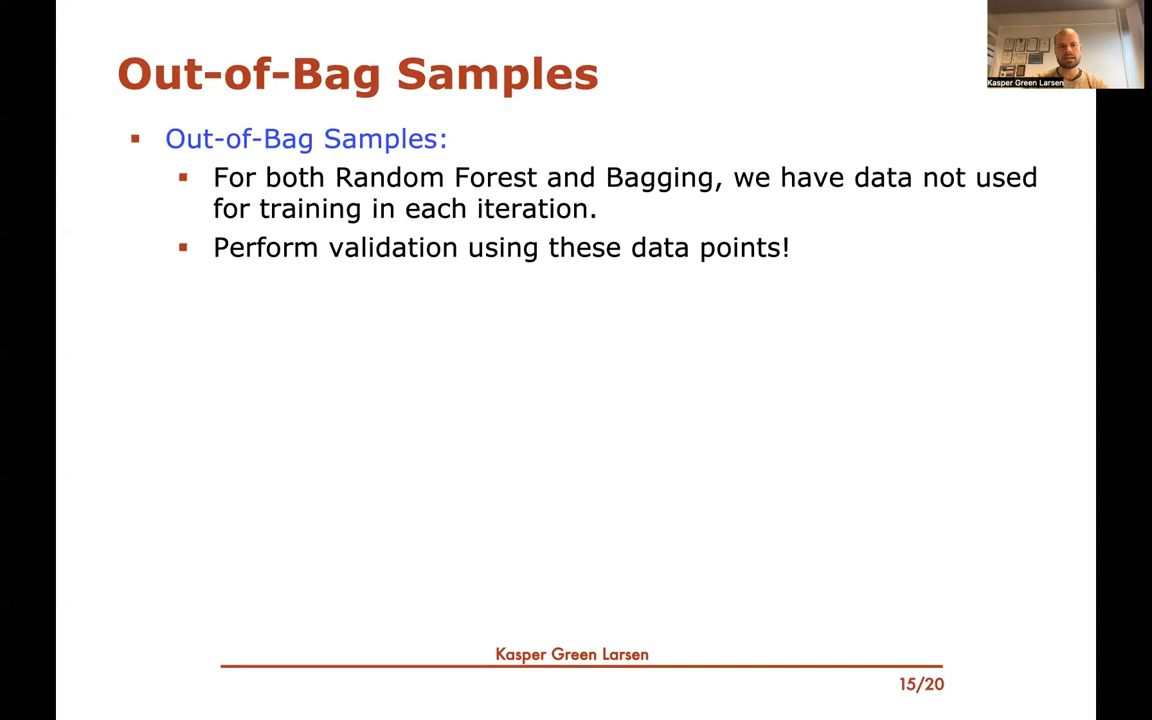 Out-of-Bag Samples
Kasper Green Larsen
Out-of-Bag Samples:
For both Random Forest and Bagging, we have data not used
for training in each iteration.
Perform validation using these data points!
Kasper Green Larsen
15/20